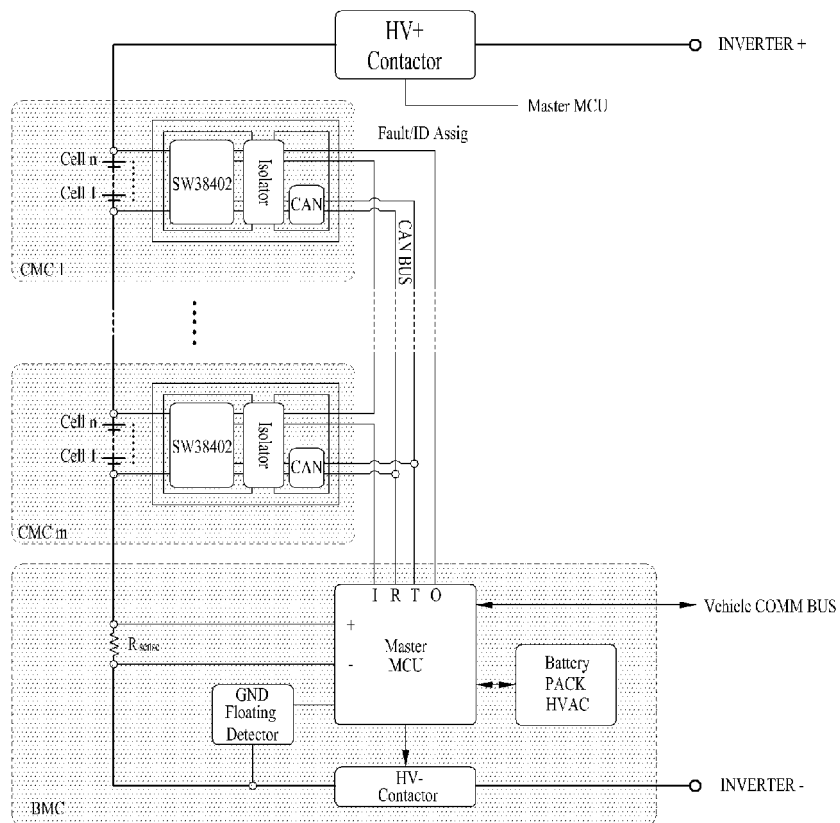 HV+
Contactor
INVERTER +
Master MCU
Fault/ID Assig
Cell n
Cell 1
SW38402
Isolator
CAN
CAN BUS
CMC 1
Cell n
Cell 1
SW38402
Isolator
CAN
CMC m
I R T O
Vehicle COMM BUS
+
-
R sense
Master
MCU
Battery
PACK
HVAC
GND
Floating
Detector
HV-
Contactor
INVERTER -
BMC